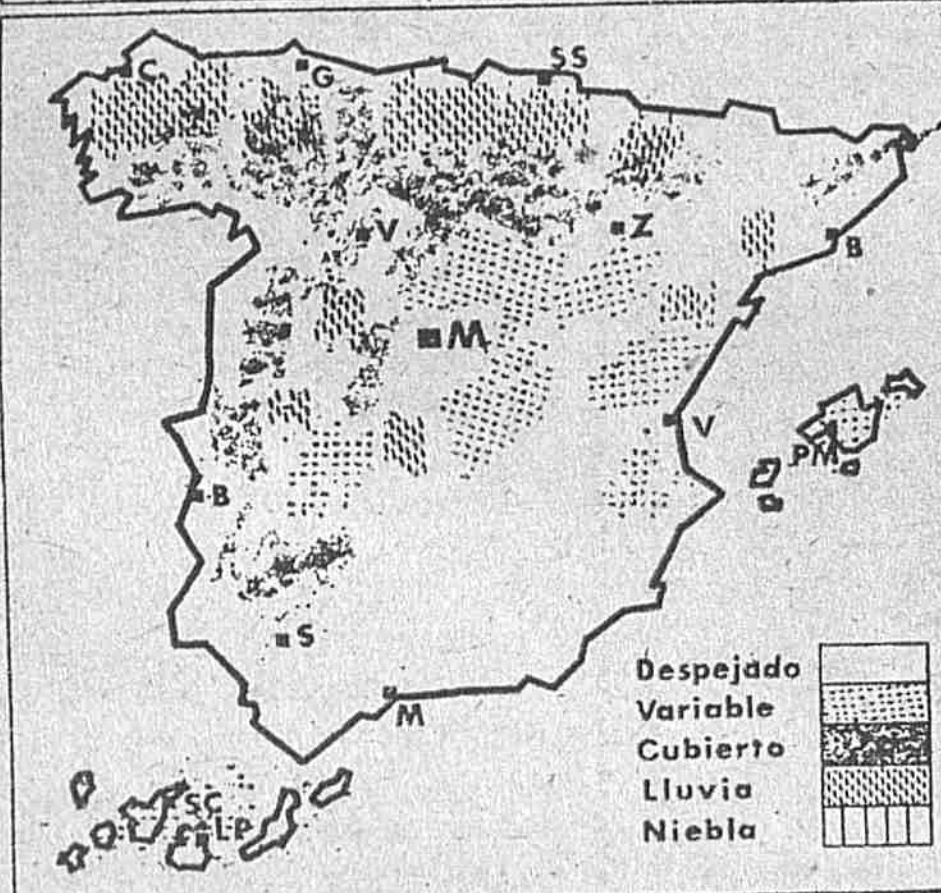 C
G
SS
V
Z
B
M
V
PM
B
S
M
SC
LP
Despejado
Variable
Cubierto
Lluvia
Niebla